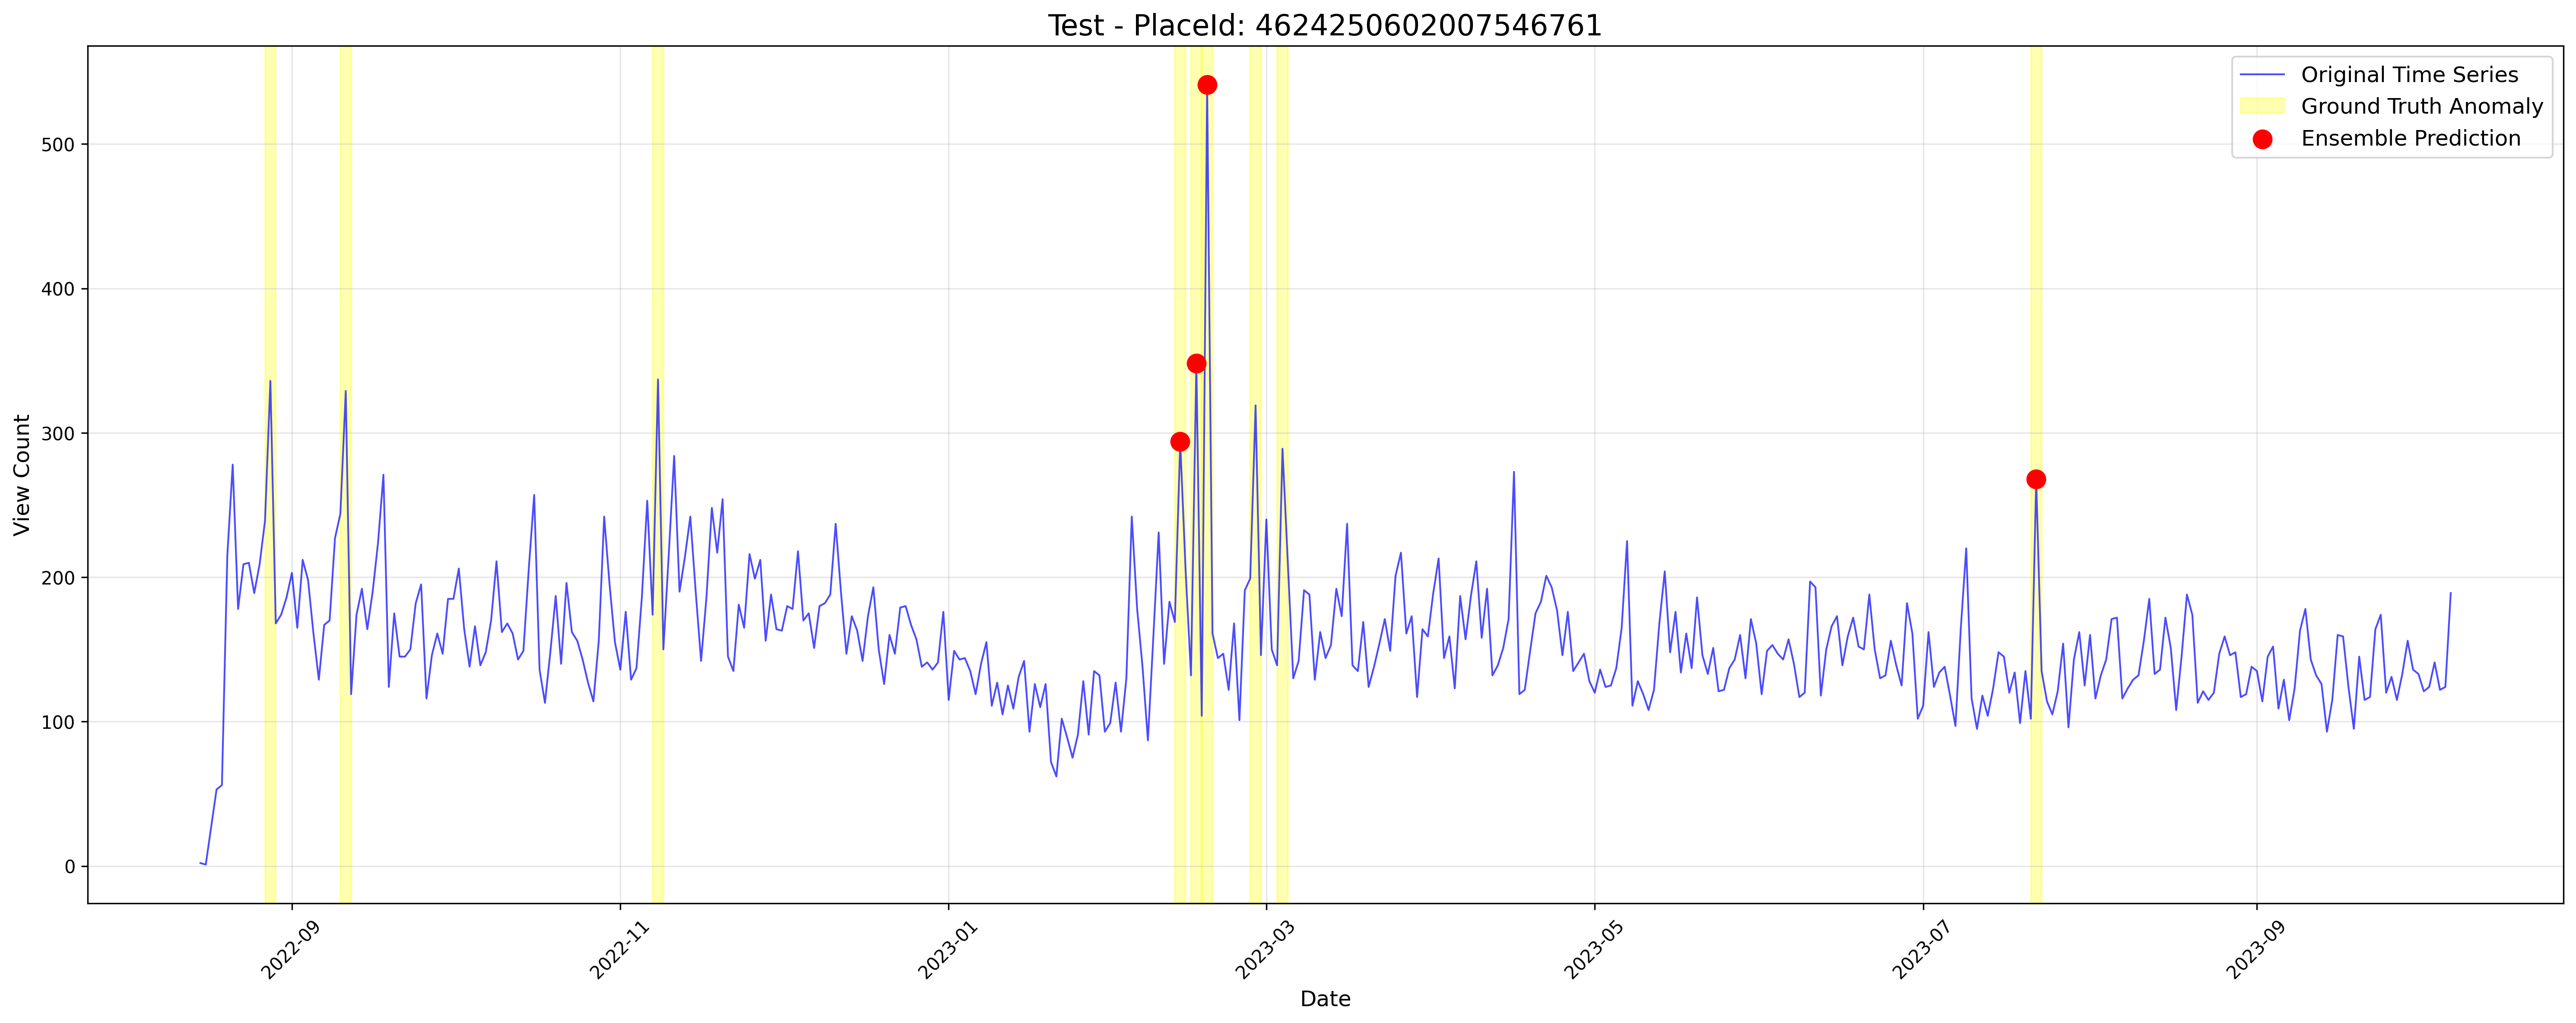 Test - PlaceId: 4624250602007546761
Original Time Series
Ground Truth Anomaly
Ensemble Prediction
View Count
500
400
300
200
100
0
2022-09
2022-11
2023-01
2023-03
2023-05
2023-07
2023-09
Date